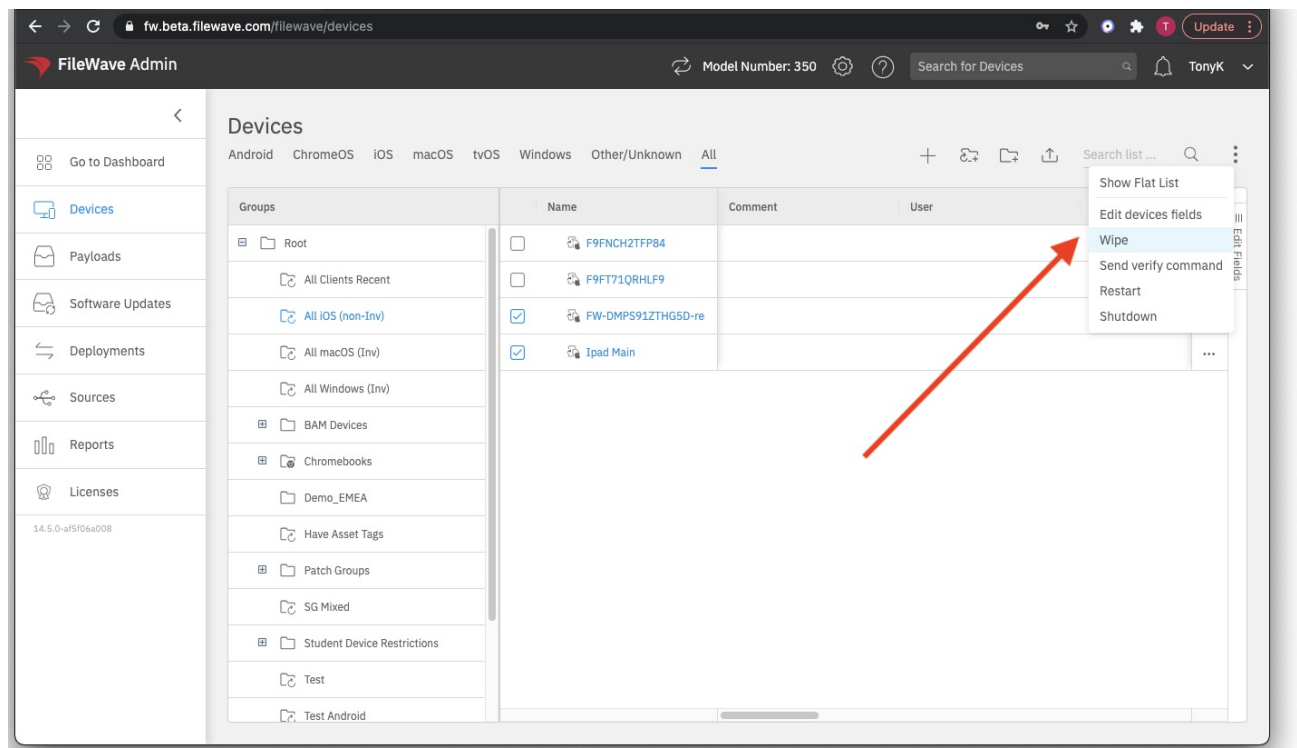 fw.beta.filewave.com/filewave/devices
T
Update
FileWave Admin
Model Number: 350
Search for Devices
TonyK
Devices
Go to Dashboard
Android ChromeOS iOS macOS tvOS Windows Other/Unknown All
Search list ...
Show Flat List
Devices
Groups
Name
Comment
User
Edit devices fields
Edit Fields
Root
F9FNCH2TFP84
Wipe
Payloads
Send verify command
All Clients Recent
F9FT71QRHLF9
Restart
Software Updates
All iOS (non-Inv)
FW-DMPS91ZTHG5D-re
Shutdown
Deployments
All macOS (Inv)
Ipad Main
All Windows (Inv)
Sources
BAM Devices
Reports
Chromebooks
Licenses
Demo_EMEA
14.5.0-af5f06a008
Have Asset Tags
Patch Groups
SG Mixed
Student Device Restrictions
Test
Test Android